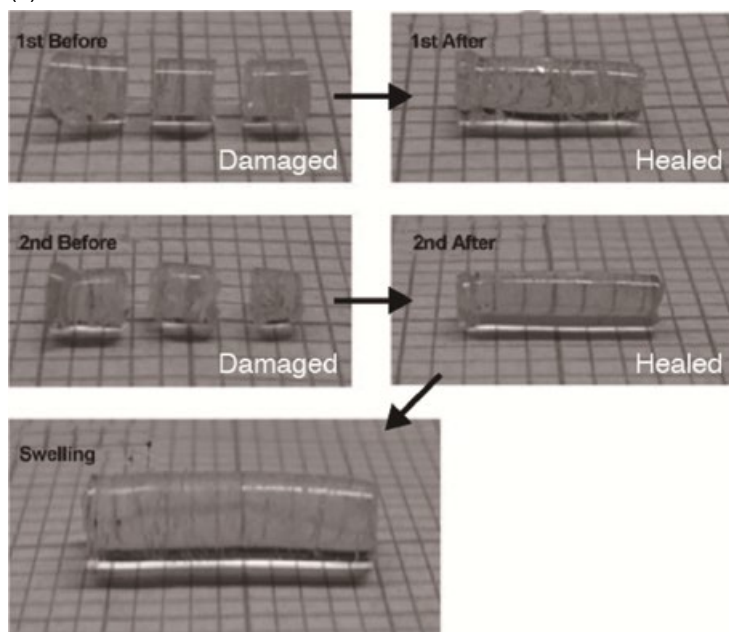 1st Before
Damaged
1st After
Healed
2nd Before
Damaged
2nd After
Healed
Swelling